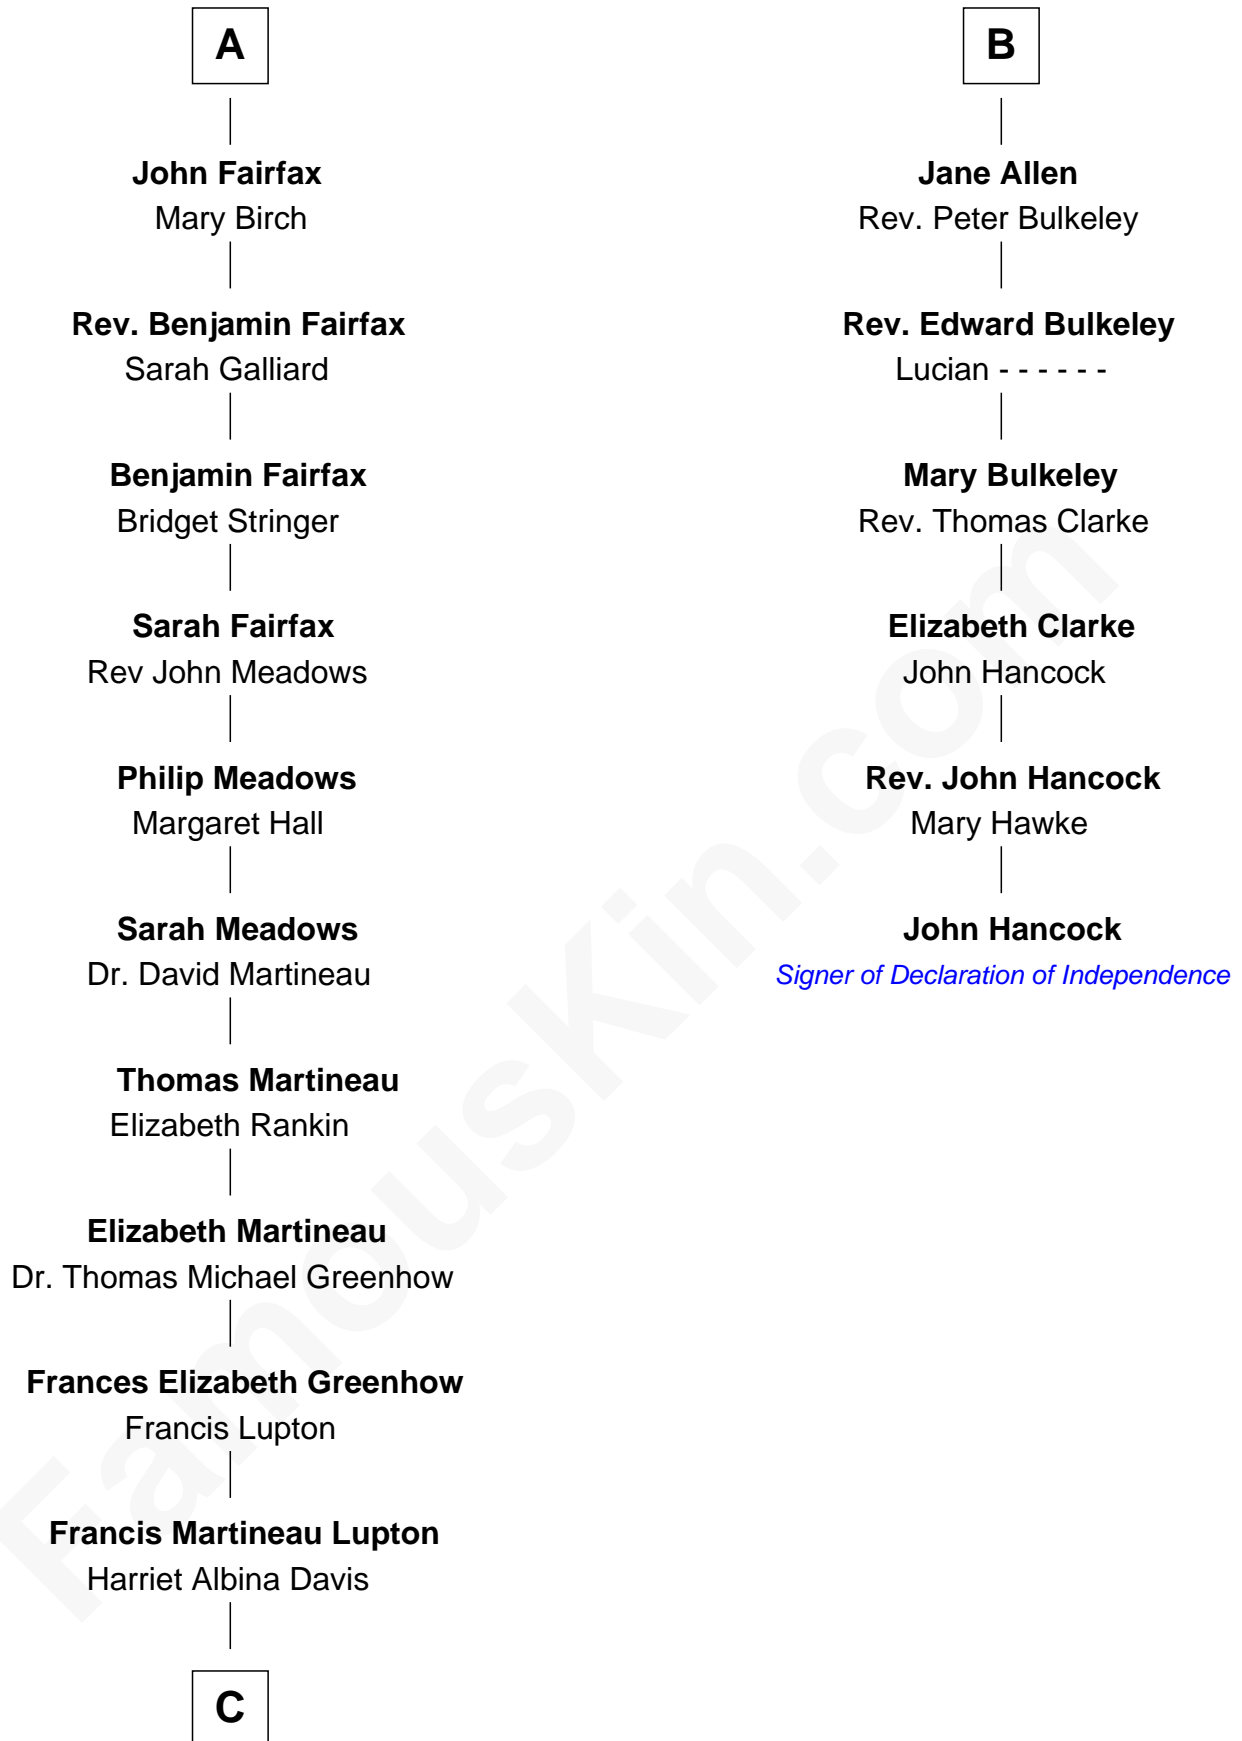 A
John Fairfax
Mary Birch
Rev. Benjamin Fairfax
Sarah Galliard
Benjamin Fairfax
Bridget Stringer
Sarah Fairfax
Rev John Meadows
Philip Meadows
Margaret Hall
Sarah Meadows
Dr. David Martineau
Thomas Martineau
Elizabeth Rankin
Elizabeth Martineau
Dr. Thomas Michael Greenhow
Frances Elizabeth Greenhow
Francis Lupton
Francis Martineau Lupton
Harriet Albina Davis
C
B
Jane Allen
Rev. Peter Bulkeley
Rev. Edward Bulkeley
Lucian - - - - - -
Mary Bulkeley
Rev. Thomas Clarke
Elizabeth Clarke
John Hancock
Rev. John Hancock
Mary Hawke
John Hancock
Signer of Declaration of Independence
FamousKin.com